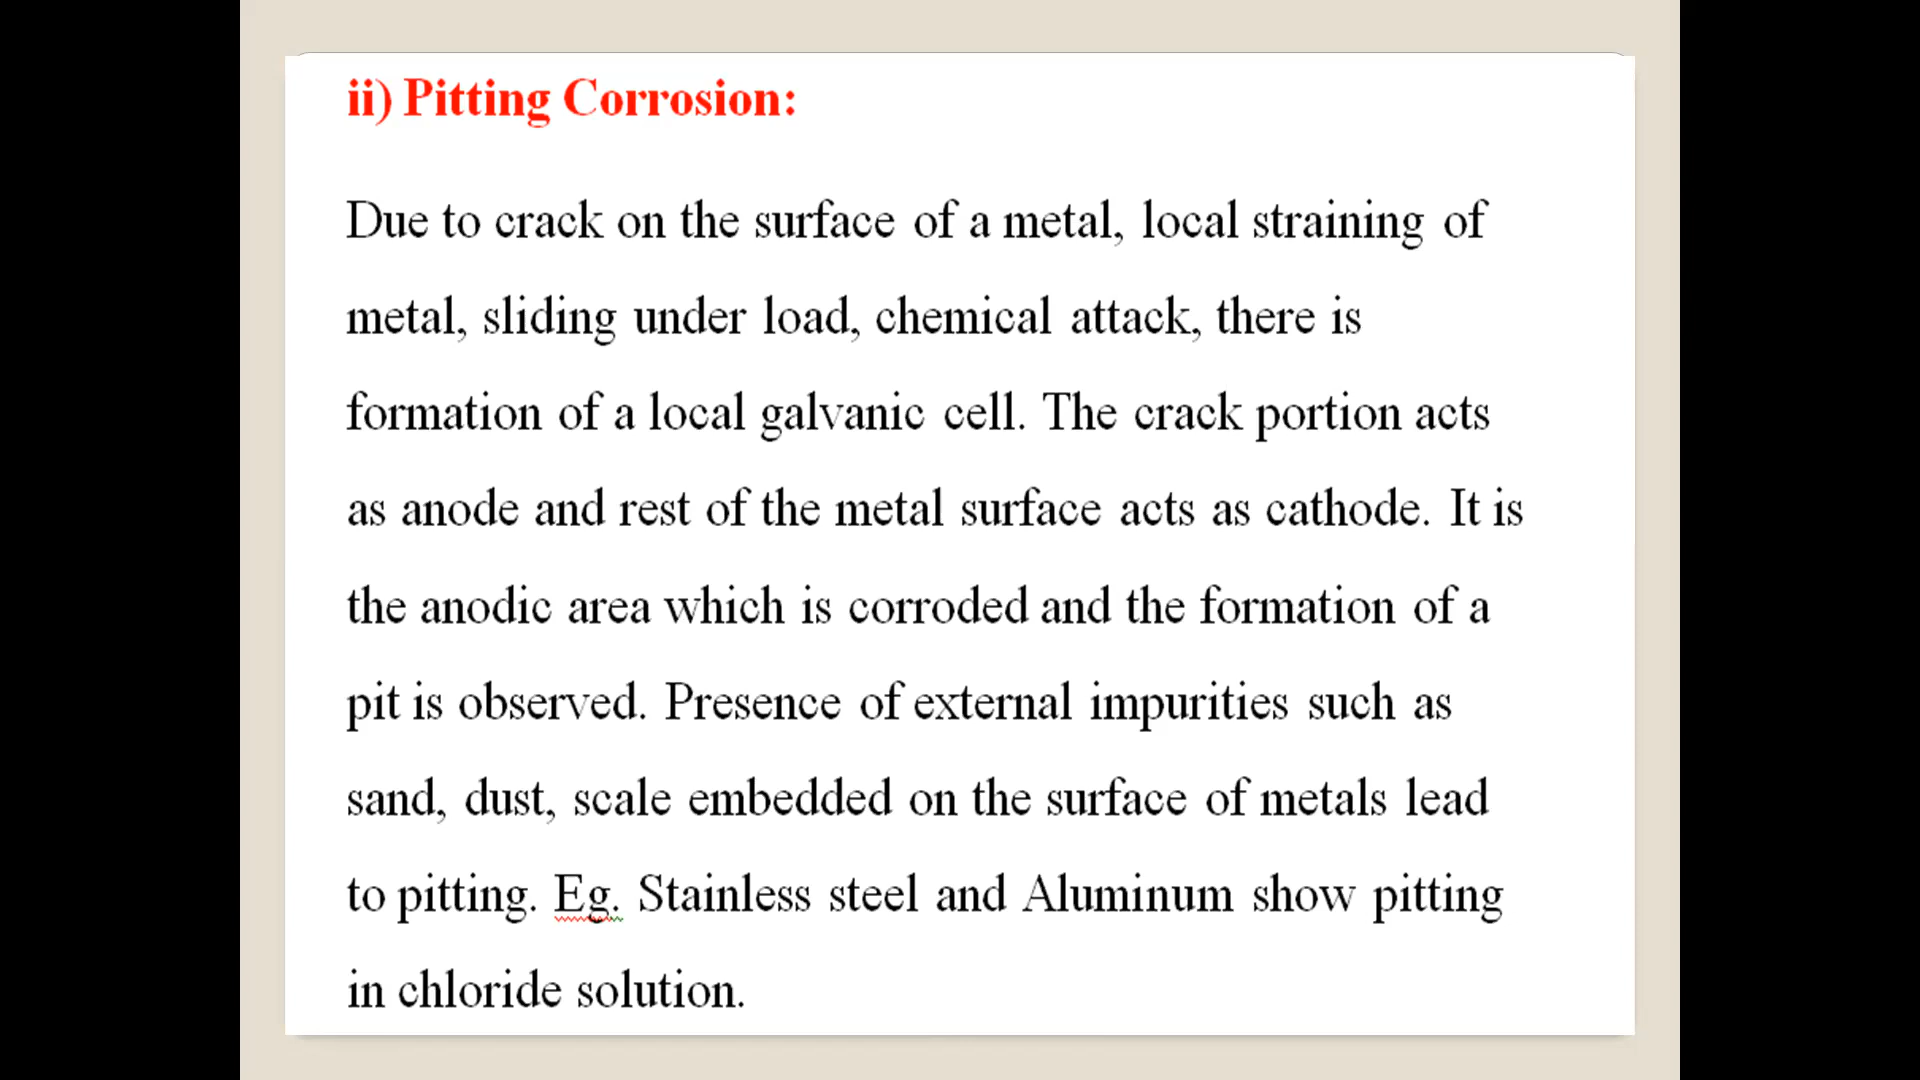 ii) Pitting Corrosion:
Due to crack on the surface of a metal, local straining of
metal, sliding under load, chemical attack, there is
formation of a local galvanic cell. The crack portion acts
as anode and rest of the metal surface acts as cathode. It is
the anodic area which is corroded and the formation of a
pit is observed. Presence of external impurities such as
sand, dust, scale embedded on the surface of metals lead
to pitting. Eg. Stainless steel and Aluminum show pitting
in chloride solution.